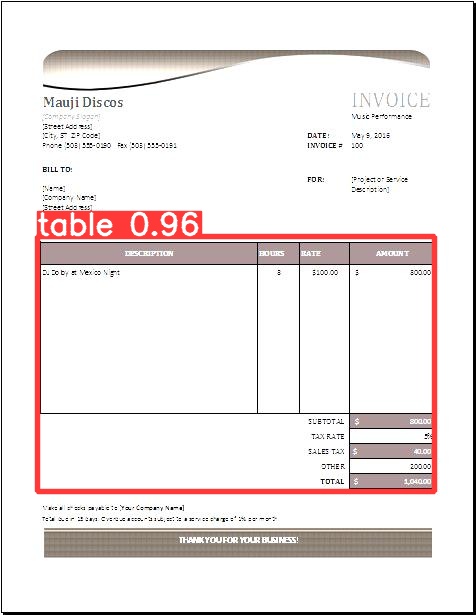 Mauji Discos
INVOICE
[Company Slogan]
Music Performance
[Street Address]
[City, ST ZIP Code]
DATE: May 9, 2016
Phone (503) 555-0190 Fax (503) 555-0191
INVOICE # 100
BILL TO:
[Name]
FOR: [Project or Service Description]
[Company Name]
[Street Address]
table 0.96
DESCRIPTION HOURS RATE AMOUNT
DJ Dolby at Mexico Night 8 $100.00 $ 800.00
SUBTOTAL $ 800.00
TAX RATE 5%
SALES TAX $ 40.00
OTHER 200.00
TOTAL $ 1,040.00
Make all checks payable to [Your Company Name]
Total due in 15 days. Overdue accounts subject to a service charge of 1% per month.
THANK YOU FOR YOUR BUSINESS!